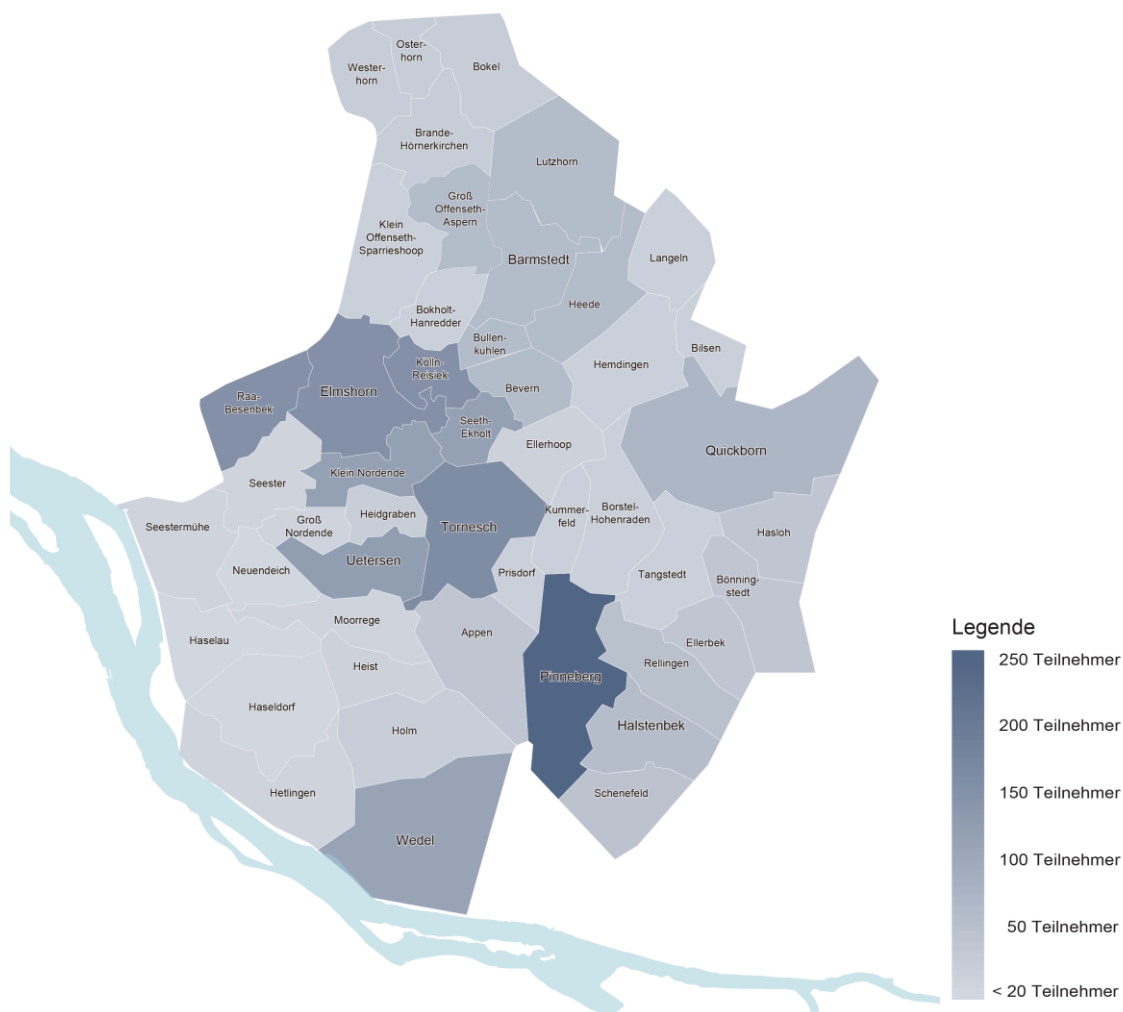 Oster-
horn
Wester-
horn
Bokel
Brande-
Hörnerkirchen
Lutzhorn
Groß
Offenseth-
Aspern
Klein
Offenseth-
Sparrieshoop
Barmstedt
Langeln
Heede
Bokholt-
Hanredder
Bullen-
kuhlen
Bilsen
Hemdingen
Kölln-
Reisiek
Raa-
Besenbek
Elmshorn
Bevern
Seeth-
Ekholt
Ellerhoop
Quickborn
Klein Nordende
Seester
Seestermühe
Groß
Nordende
Heidgraben
Tornesch
Kummer-
feld
Borstel-
Hohenraden
Hasloh
Uetersen
Neuendeich
Prisdorf
Tangstedt
Bönning-
stedt
Moorrege
Appen
Haselau
Ellerbek
Heist
Rellingen
Pinneberg
Haseldorf
Holm
Halstenbek
Hetlingen
Schenefeld
Wedel
Legende
250 Teilnehmer
200 Teilnehmer
150 Teilnehmer
100 Teilnehmer
50 Teilnehmer
< 20 Teilnehmer